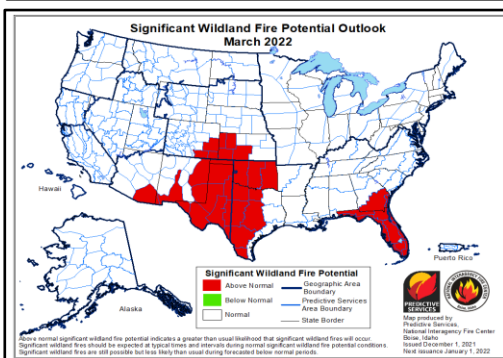 Significant Wildland Fire Potential Outlook
March 2022
Hawaii
Alaska
Puerto Rico
Significant Wildland Fire Potential
Above Normal
Below Normal
Normal
Geographic Area
Boundary
Predictive Services
Area Boundary
State Border
PREDICTIVE
SERVICES
Map produced by
Predictive Services,
National Interagency Fire Center
Boise, Idaho
Issued December 1, 2021
Next issuance January 1, 2022
Above normal significant wildland fire potential indicates a greater than usual likelihood that significant wildland fires will occur.
Significant wildland fires should be expected at typical times and intervals during normal significant wildland fire potential conditions.
Significant wildland fires are still possible but less likely than usual during forecasted below normal periods.